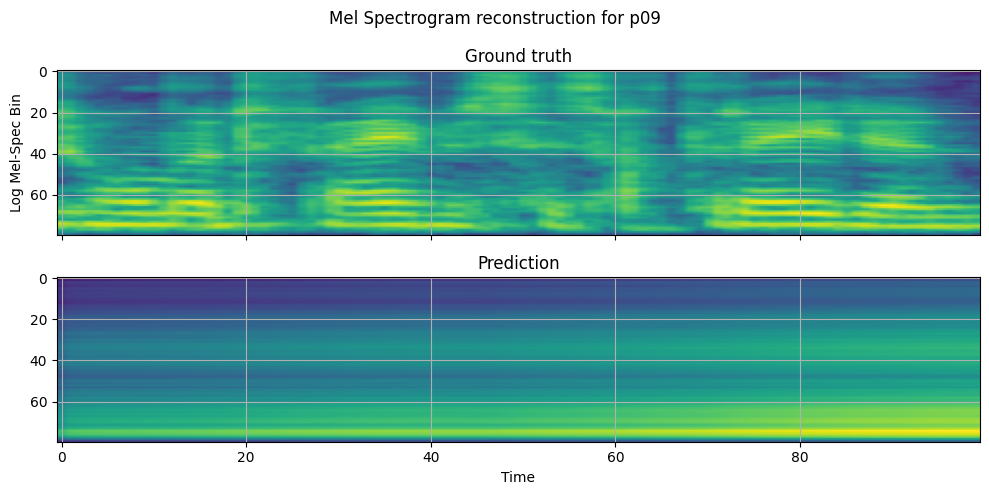 Mel Spectrogram reconstruction for p09
Ground truth
0
20
40
60
Log Mel-Spec Bin
Prediction
0
20
40
60
0 20 40 60 80
Time